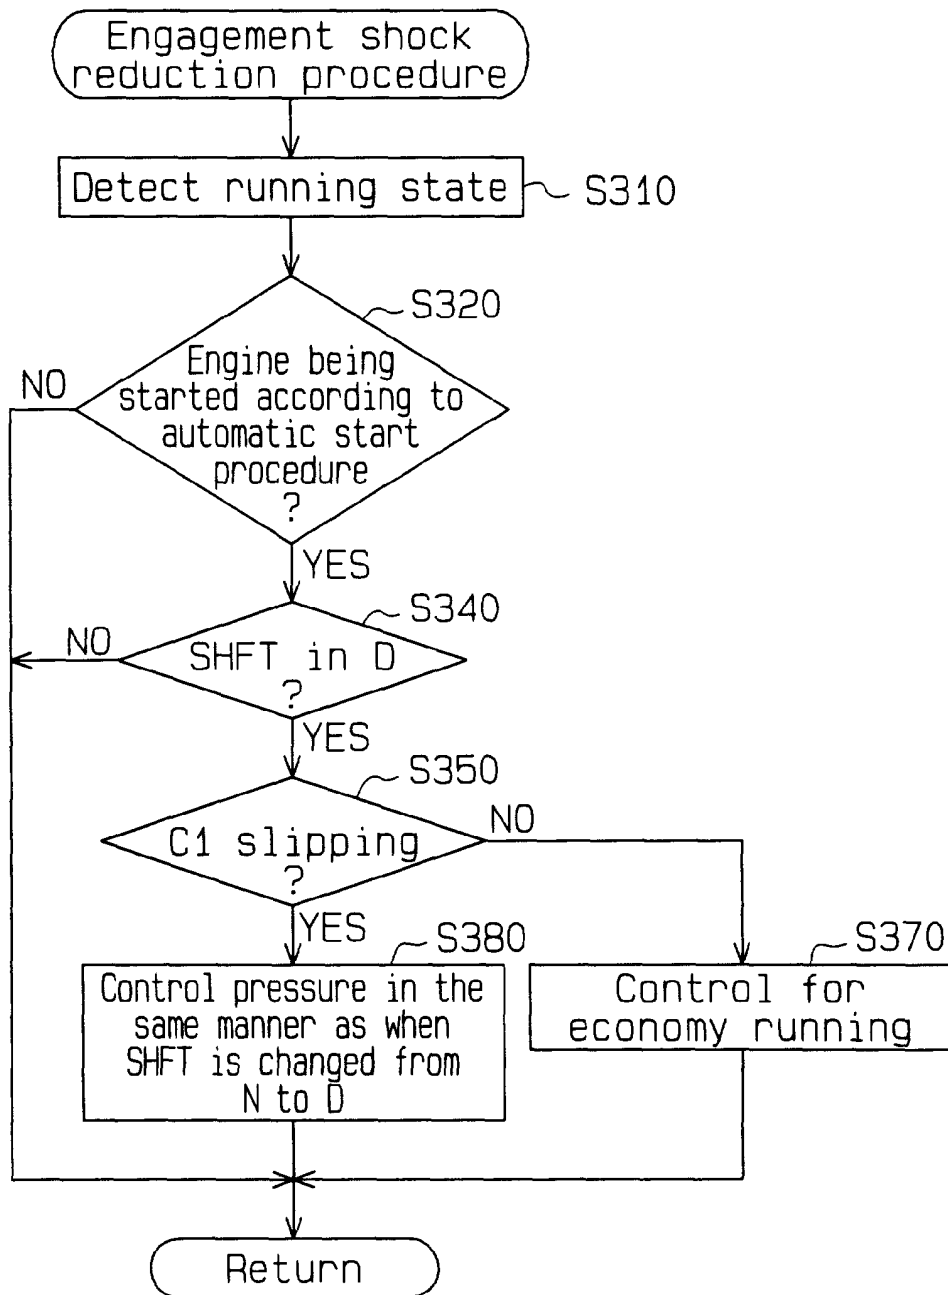 Engagement shock
reduction procedure
Detect running state
S310
S320
Engine being
started according to
automatic start
procedure
?
NO
YES
S340
SHFT in D
?
NO
YES
S350
C1 slipping
?
NO
YES
S380
Control pressure in the
same manner as when
SHFT is changed from
N to D
S370
Control for
economy running
Return